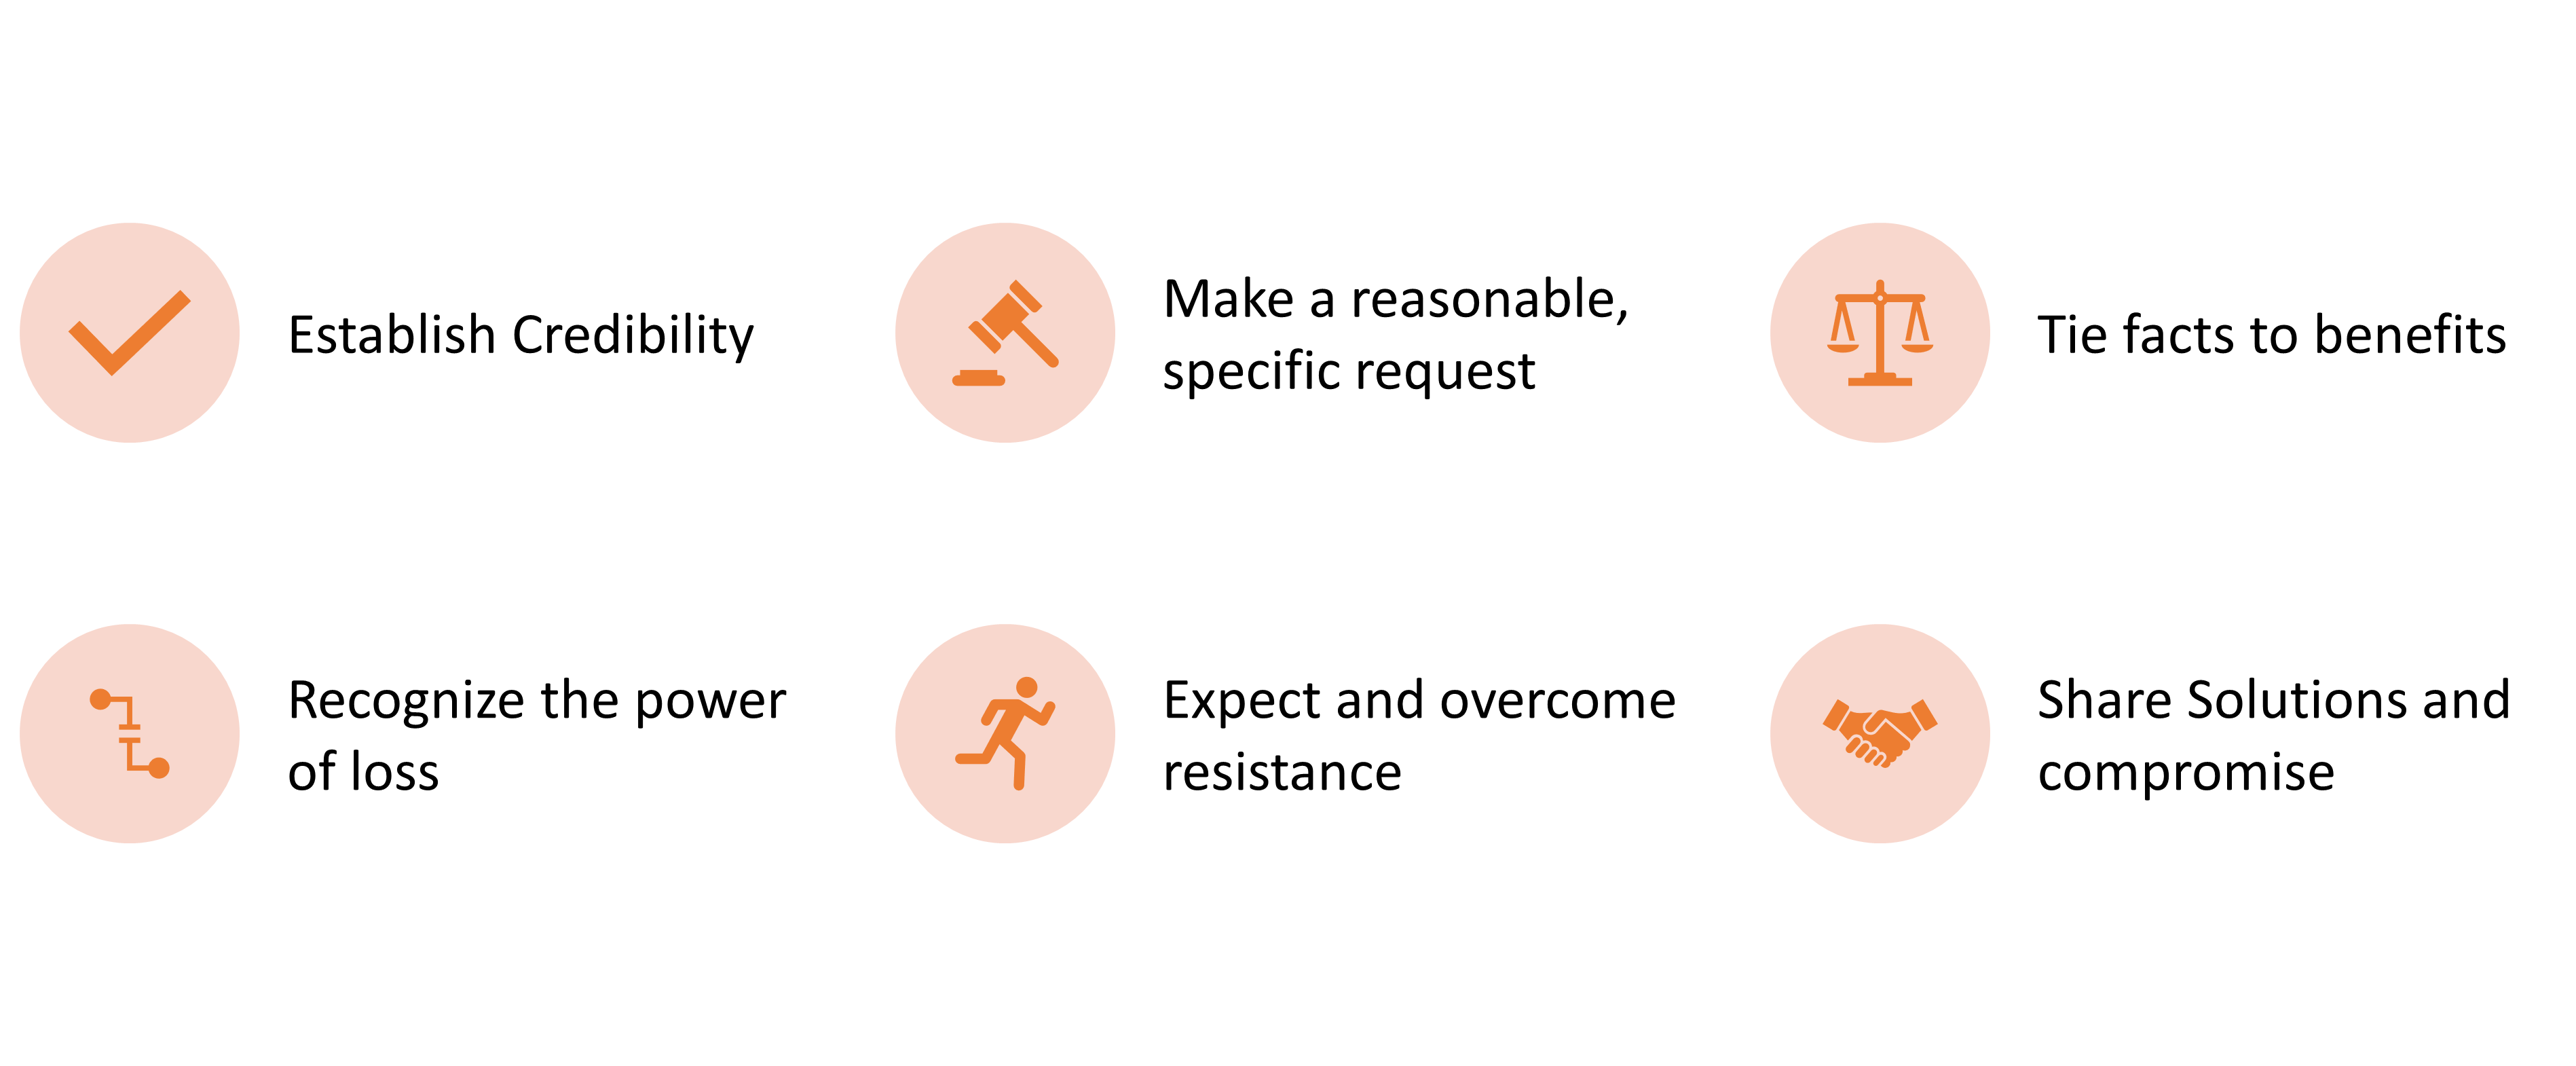 Establish Credibility
Make a reasonable,
specific request
Tie facts to benefits
Recognize the power
of loss
Expect and overcome
resistance
Share Solutions and
compromise